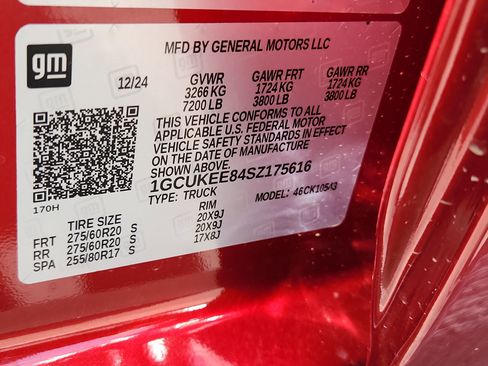 gm
MFD BY GENERAL MOTORS LLC
12/24 GVWR GAWR FRT GAWR RR
3266 KG 1724 KG 1724 KG
7200 LB 3800 LB 3800 LB
THIS VEHICLE CONFORMS TO ALL
APPLICABLE U.S. FEDERAL MOTOR
VEHICLE SAFETY STANDARDS IN EFFECT
ON THE DATE OF MANUFACTURE
SHOWN ABOVE.
1GCUKEE84SZ175616
TYPE: TRUCK MODEL: 46CK10543
170H
TIRE SIZE RIM
FRT 275/60R20 S 20X9J
RR 275/60R20 S 20X9J
SPA 255/80R17 S 17X8J